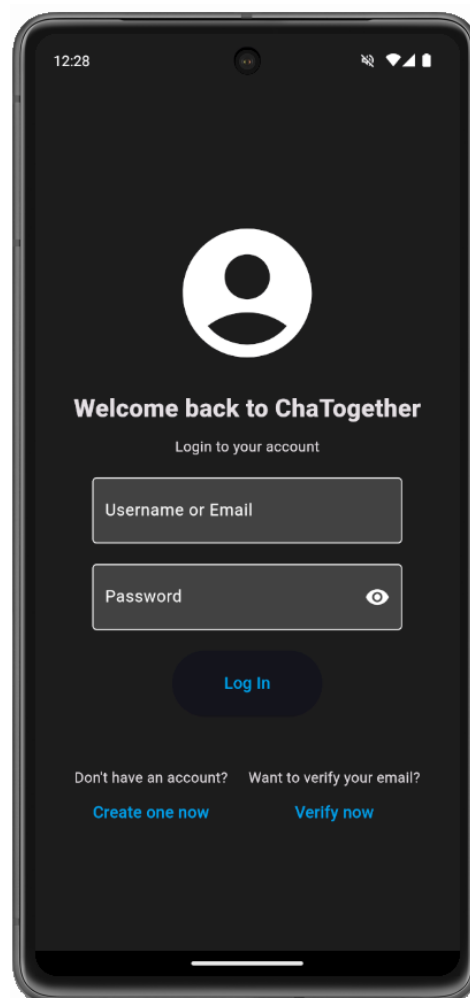 12:28
Welcome back to ChaTogether
Login to your account
Username or Email
Password
Log In
Don't have an account? Want to verify your email?
Create one now Verify now